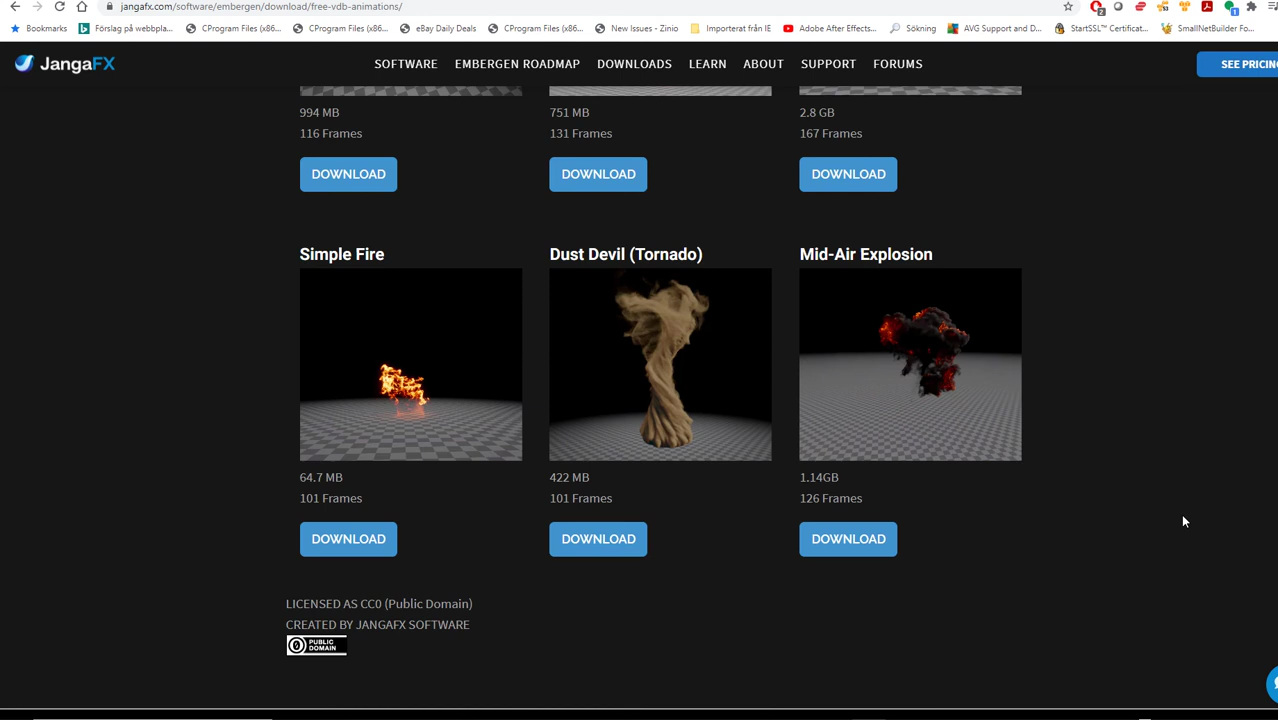 jangafx.com/software/embergen/download/free-vdb-animations/
Bookmarks Förslag på webbpla... CProgram Files (x86... CProgram Files (x86... eBay Daily Deals CProgram Files (x86... New Issues - Zinio Importerat från IE Adobe After Effects... Sökning AVG Support and D... StartSSL™ Certificat... SmallNetBuilder Fo...
JangaFX SOFTWARE EMBERGEN ROADMAP DOWNLOADS LEARN ABOUT SUPPORT FORUMS SEE PRICING
994 MB 751 MB 2.8 GB
116 Frames 131 Frames 167 Frames
DOWNLOAD DOWNLOAD DOWNLOAD
Simple Fire Dust Devil (Tornado) Mid-Air Explosion
64.7 MB 422 MB 1.14GB
101 Frames 101 Frames 126 Frames
DOWNLOAD DOWNLOAD DOWNLOAD
LICENSED AS CC0 (Public Domain)
CREATED BY JANGAFX SOFTWARE
PUBLIC
DOMAIN